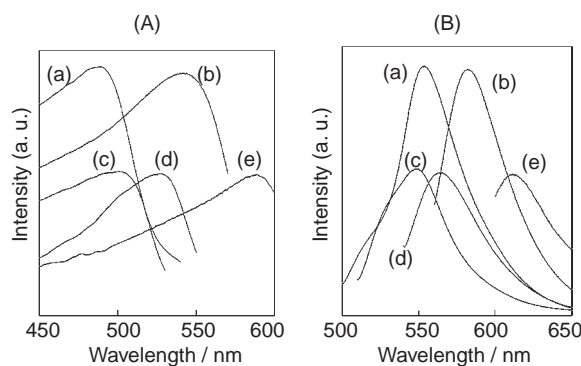 (A)
(a)
(b)
(c)
(d)
(e)
Intensity (a. u.)
450 500 550 600
Wavelength / nm
(B)
(a)
(b)
(c)
(e)
(d)
Intensity (a. u.)
500 550 600 650
Wavelength / nm